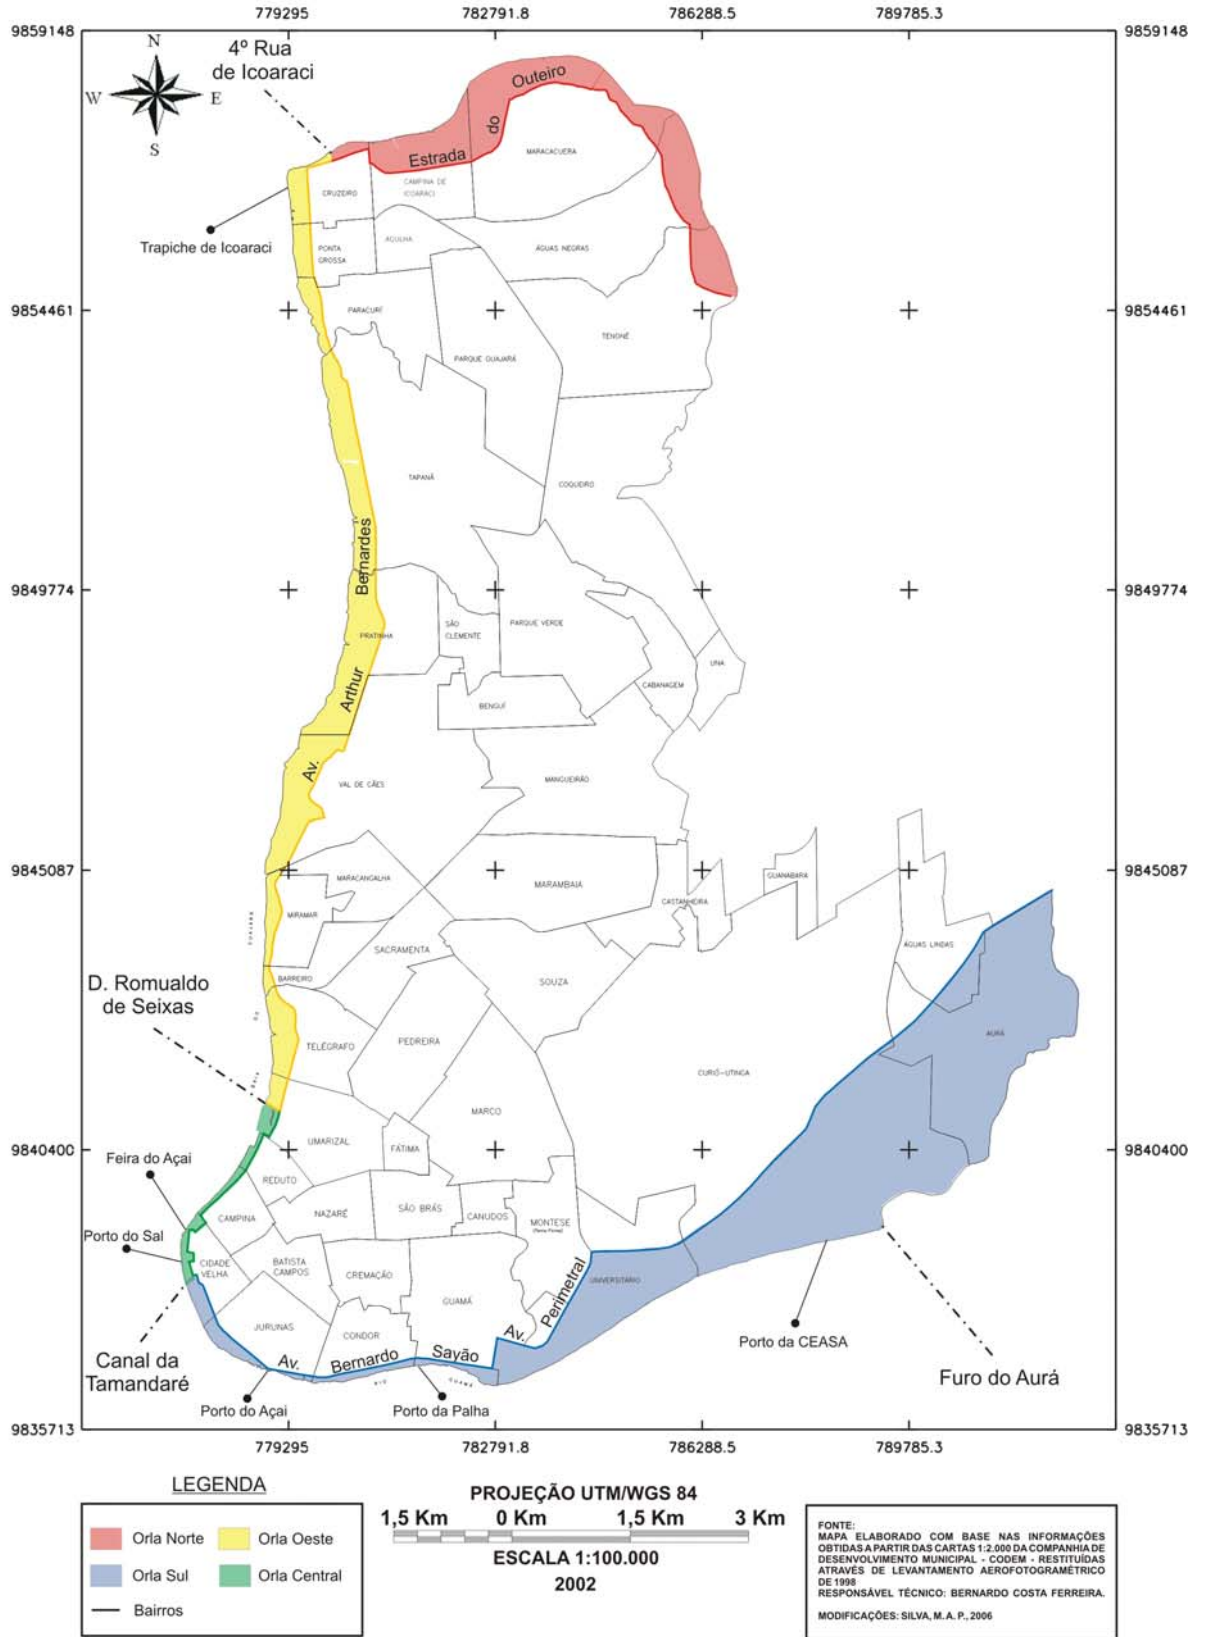 779295
782791.8
786288.5
789785.3
9859148
9859148
N
W
E
S
4º Rua
de Icoaraci
Outeiro
do
Estrada
MARACACUERA
CRUZEIRO
CAMPINA DE
ICOARACI
Trapiche de Icoaraci
PONTA
GROSSA
AGULHA
ÁGUAS NEGRAS
9854461
9854461
PARACURÍ
TENONÉ
PARQUE GUAJARÁ
TAPANÃ
COQUEIRO
Bernardes
9849774
9849774
PRATINHA
SÃO
CLEMENTE
PARQUE VERDE
UNA
CABANAGEM
Arthur
BENGUÍ
Av.
VAL DE CÃES
MANGUEIRÃO
9845087
9845087
MARACANGALHA
MARAMBAIA
GUANABARA
CASTANHEIRA
MIRAMAR
SACRAMENTA
ÁGUAS LINDAS
BARREIRO
SOUZA
D. Romualdo
de Seixas
TELÉGRAFO
PEDREIRA
AURÁ
CURIÓ-UTINGA
MARCO
UMARIZAL
FÁTIMA
9840400
9840400
Feira do Açai
REDUTO
CAMPINA
NAZARÉ
SÃO BRÁS
CANUDOS
MONTESE
(Terra Firme)
Porto do Sal
CIDADE
VELHA
BATISTA
CAMPOS
CREMAÇÃO
GUAMÁ
UNIVERSITÁRIO
Perimetral
Av.
JURUNAS
CONDOR
Av.
Bernardo
Sayão
RIO
GUAMÁ
Porto da CEASA
Canal da
Tamandaré
Furo do Aurá
Porto do Açai
Porto da Palha
9835713
9835713
779295
782791.8
786288.5
789785.3
LEGENDA
Orla Norte
Orla Oeste
Orla Sul
Orla Central
Bairros
PROJEÇÃO UTM/WGS 84
1,5 Km 0 Km 1,5 Km 3 Km
ESCALA 1:100.000
2002
FONTE:
MAPA ELABORADO COM BASE NAS INFORMAÇÕES
OBTIDAS A PARTIR DAS CARTAS 1:2.000 DA COMPANHIA DE
DESENVOLVIMENTO MUNICIPAL - CODEM - RESTITUÍDAS
ATRAVÉS DE LEVANTAMENTO AEROFOTOGRAMÉTRICO
DE 1998
RESPONSÁVEL TÉCNICO: BERNARDO COSTA FERREIRA.
MODIFICAÇÕES: SILVA, M. A. P., 2006